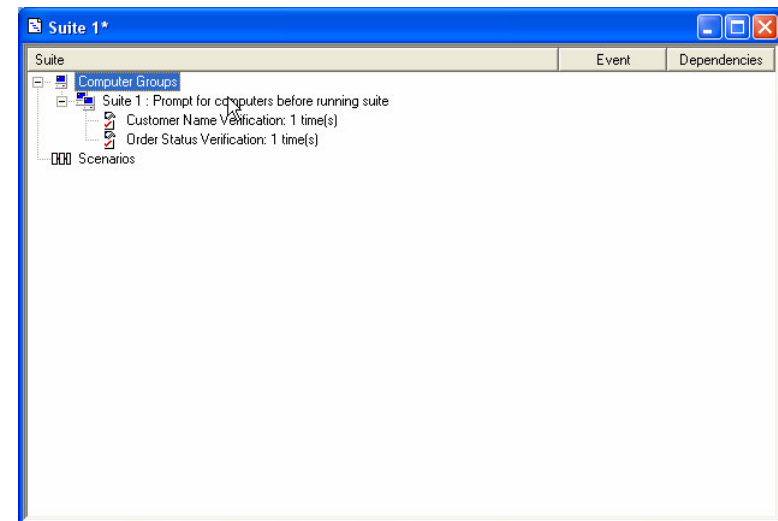 Suite 1*
Suite Event Dependencies
Computer Groups
Suite 1 : Prompt for computers before running suite
Customer Name Verification: 1 time(s)
Order Status Verification: 1 time(s)
Scenarios